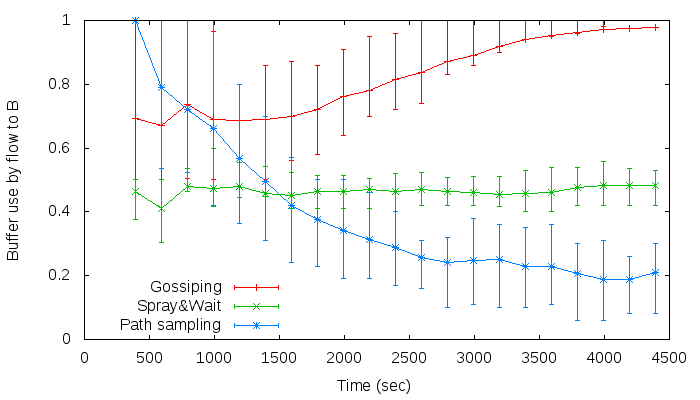 1
0.8
0.6
0.4
0.2
0
Buffer use by flow to B
Gossiping
Spray&Wait
Path sampling
0 500 1000 1500 2000 2500 3000 3500 4000 4500
Time (sec)